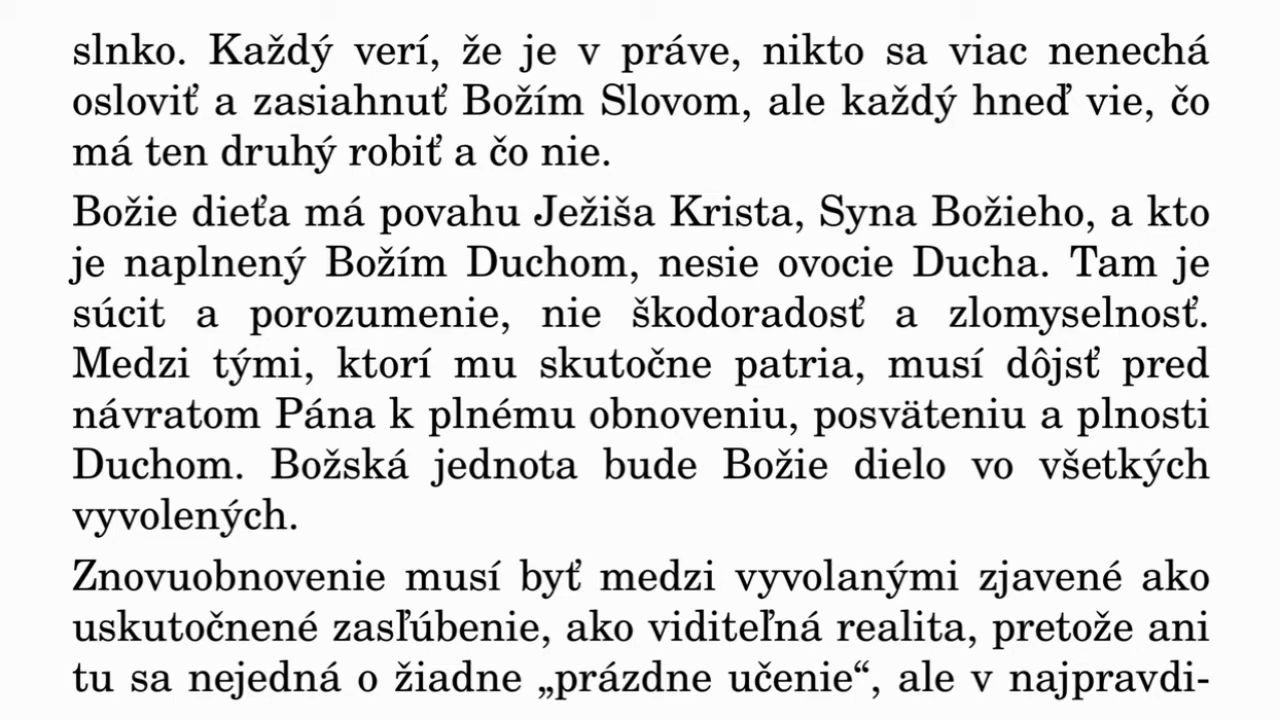 slnko. Každý verí, že je v práve, nikto sa viac nenechá
osloviť a zasiahnuť Božím Slovom, ale každý hneď vie, čo
má ten druhý robiť a čo nie.
Božie dieťa má povahu Ježiša Krista, Syna Božieho, a kto
je naplnený Božím Duchom, nesie ovocie Ducha. Tam je
súcit a porozumenie, nie škodoradosť a zlomyselnosť.
Medzi tými, ktorí mu skutočne patria, musí dôjsť pred
návratom Pána k plnému obnoveniu, posväteniu a plnosti
Duchom. Božská jednota bude Božie dielo vo všetkých
vyvolených.
Znovuobnovenie musí byť medzi vyvolanými zjavené ako
uskutočnené zasľúbenie, ako viditeľná realita, pretože ani
tu sa nejedná o žiadne „prázdne učenie“, ale v najpravdi-